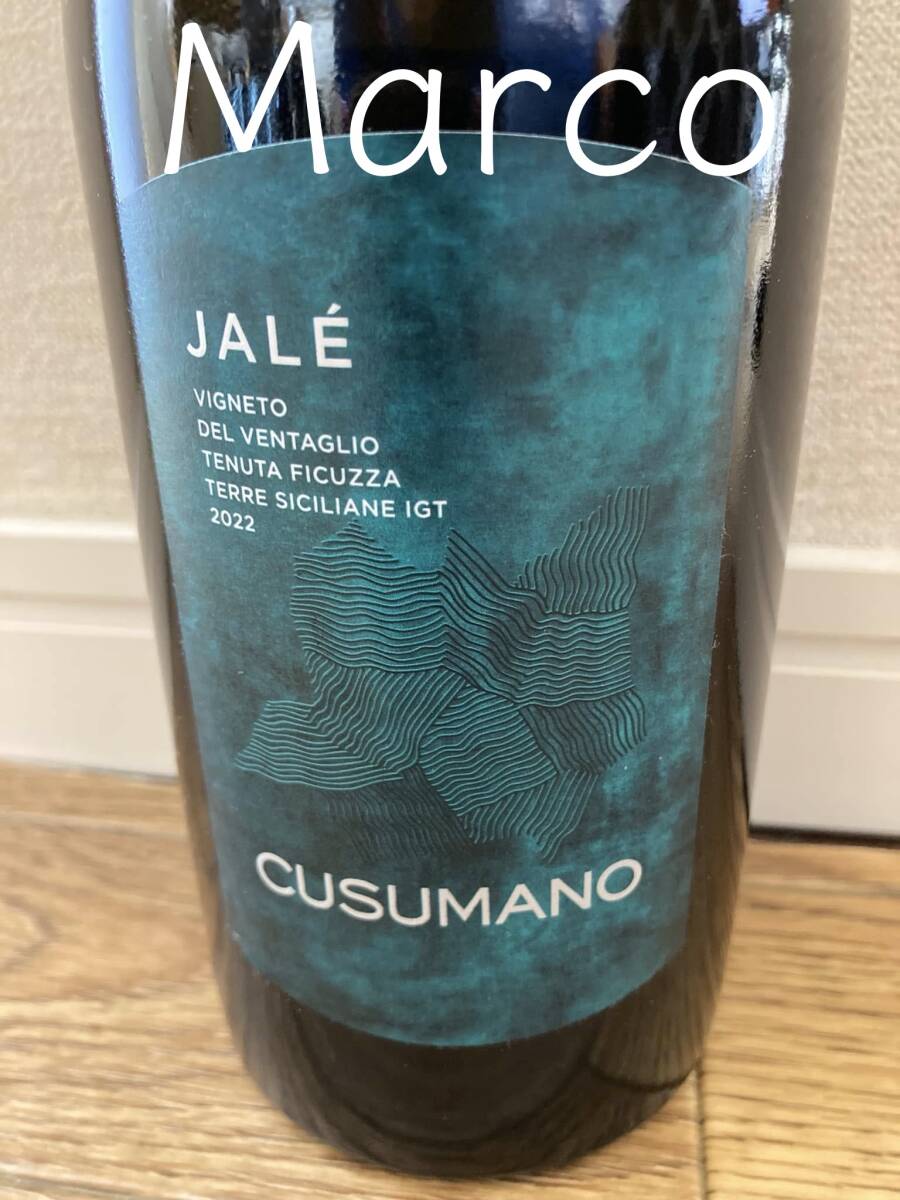 Marco
JALÉ
VIGNETO
DEL VENTAGLIO
TENUTA FICUZZA
TERRE SICILIANE IGT
2022
CUSUMANO